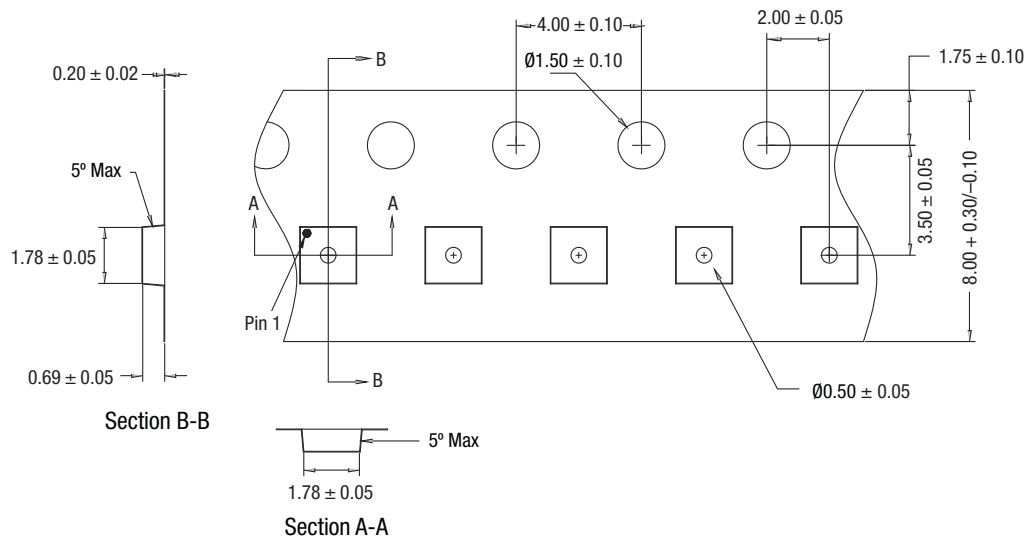 4.00 ± 0.10
2.00 ± 0.05
B
0.20 ± 0.02
Ø1.50 ± 0.10
1.75 ± 0.10
5º Max
A
A
3.50 ± 0.05
8.00 + 0.30/–0.10
1.78 ± 0.05
Pin 1
0.69 ± 0.05
B
Ø0.50 ± 0.05
Section B-B
5º Max
1.78 ± 0.05
Section A-A